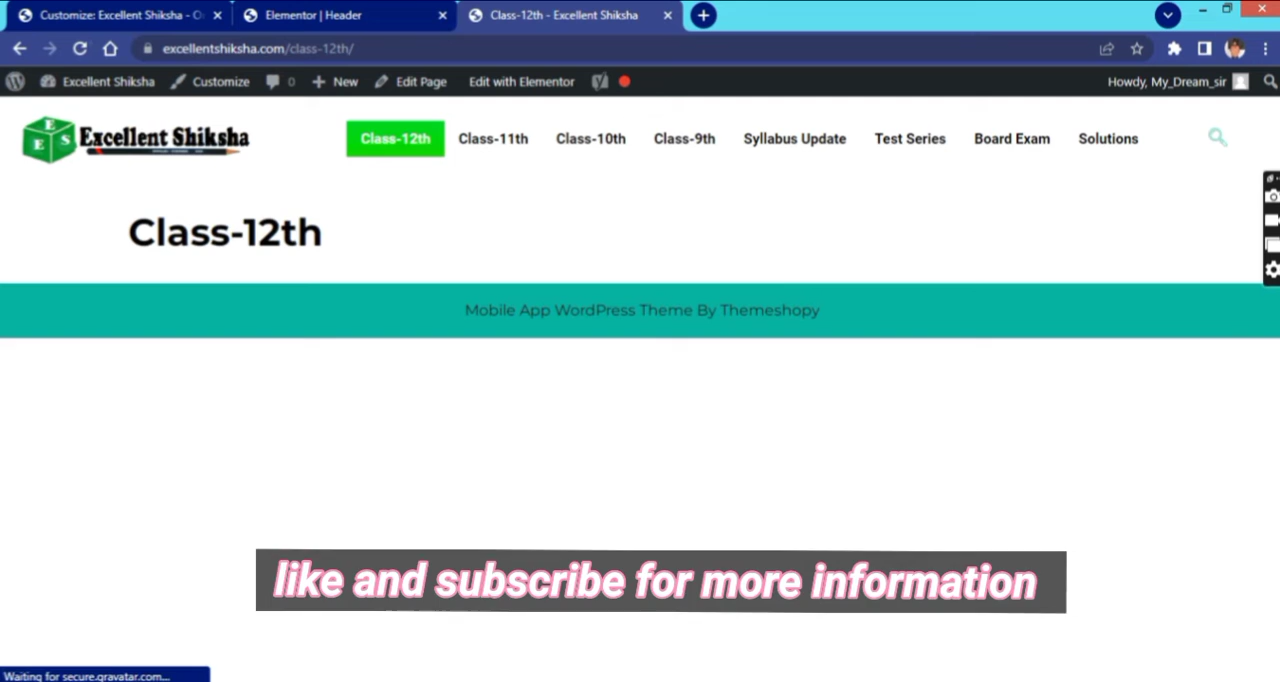 Customize: Excellent Shiksha - O
Elementor | Header
Class-12th - Excellent Shiksha
excellentshiksha.com/class-12th/
Excellent Shiksha
Customize
0
New
Edit Page
Edit with Elementor
Howdy, My_Dream_sir
E E S
Excellent Shiksha
Class-12th
Class-11th
Class-10th
Class-9th
Syllabus Update
Test Series
Board Exam
Solutions
Class-12th
Mobile App WordPress Theme By Themeshopy
like and subscribe for more information
Waiting for secure.gravatar.com...